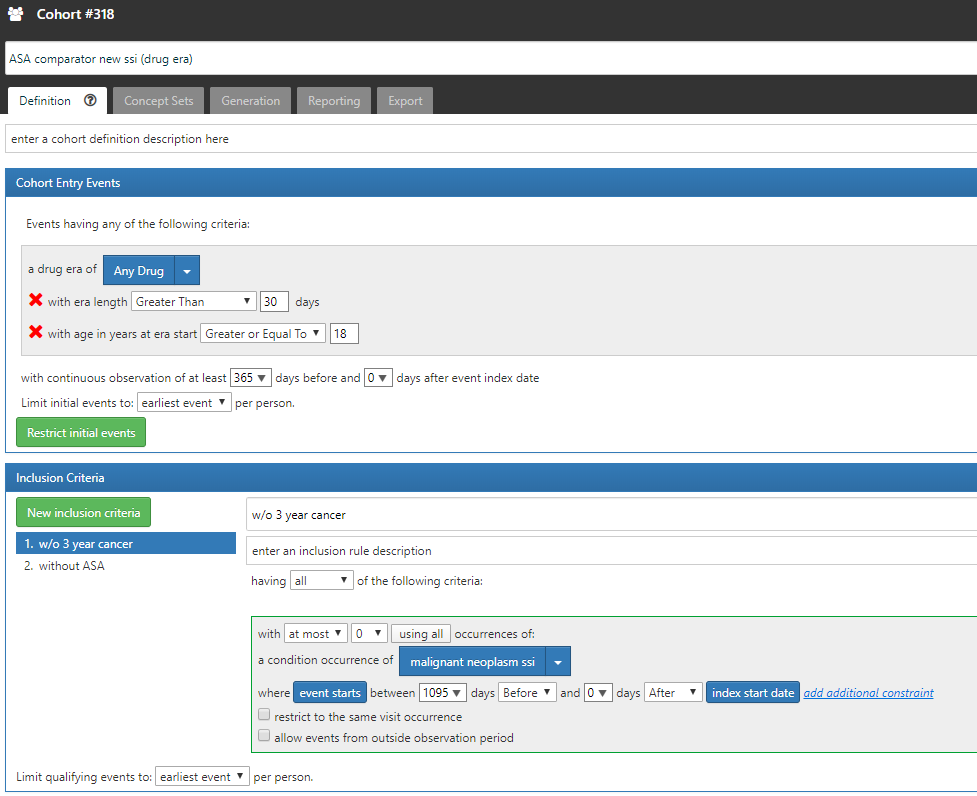 Cohort #318
ASA comparator new ssi (drug era)
Definition ? Concept Sets Generation Reporting Export
enter a cohort definition description here
Cohort Entry Events
Events having any of the following criteria:
a drug era of Any Drug
with era length Greater Than 30 days
with age in years at era start Greater or Equal To 18
with continuous observation of at least 365 days before and 0 days after event index date
Limit initial events to: earliest event per person.
Restrict initial events
Inclusion Criteria
New inclusion criteria
1. w/o 3 year cancer
2. without ASA
w/o 3 year cancer
enter an inclusion rule description
having all of the following criteria:
with at most 0 using all occurrences of:
a condition occurrence of malignant neoplasm ssi
where event starts between 1095 days Before and 0 days After index start date add additional constraint
restrict to the same visit occurrence
allow events from outside observation period
Limit qualifying events to: earliest event per person.